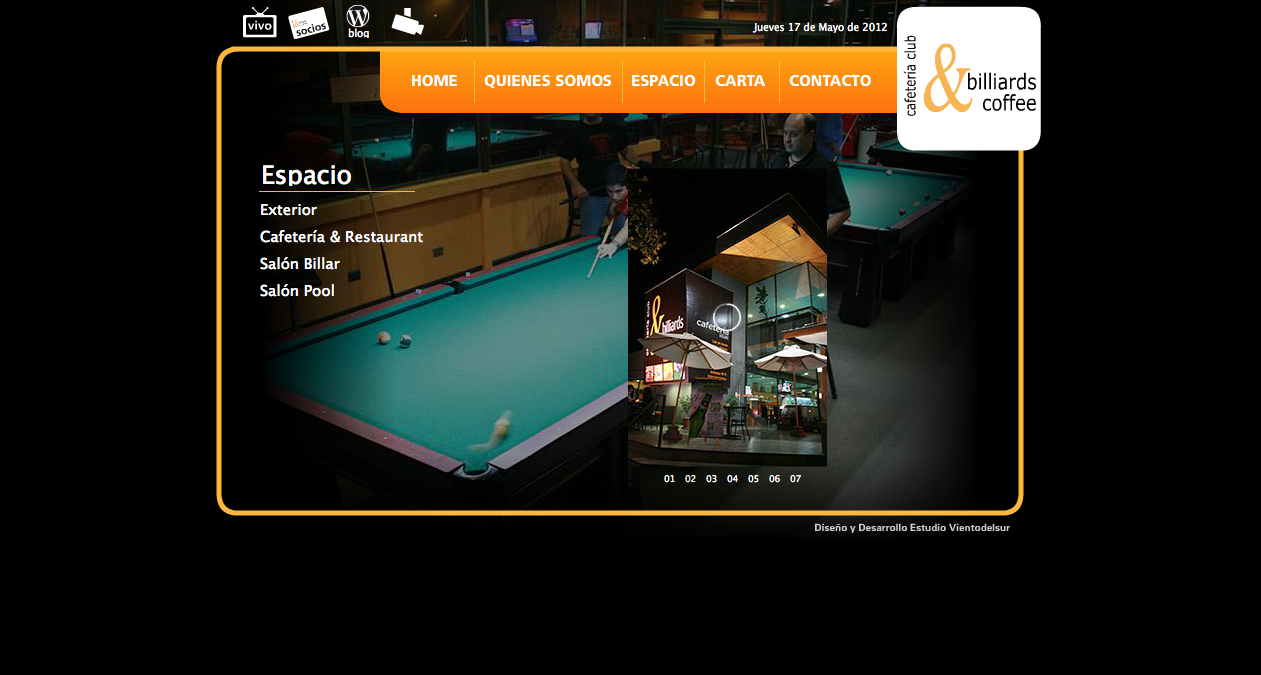 vivo
socios
blog
Jueves 17 de Mayo de 2012
cafetería club
&
billiards
coffee
HOME
QUIENES SOMOS
ESPACIO
CARTA
CONTACTO
Espacio
Exterior
Cafetería & Restaurant
Salón Billar
Salón Pool
&
billiards
cafetería
01 02 03 04 05 06 07
Diseño y Desarrollo Estudio Vientodelsur